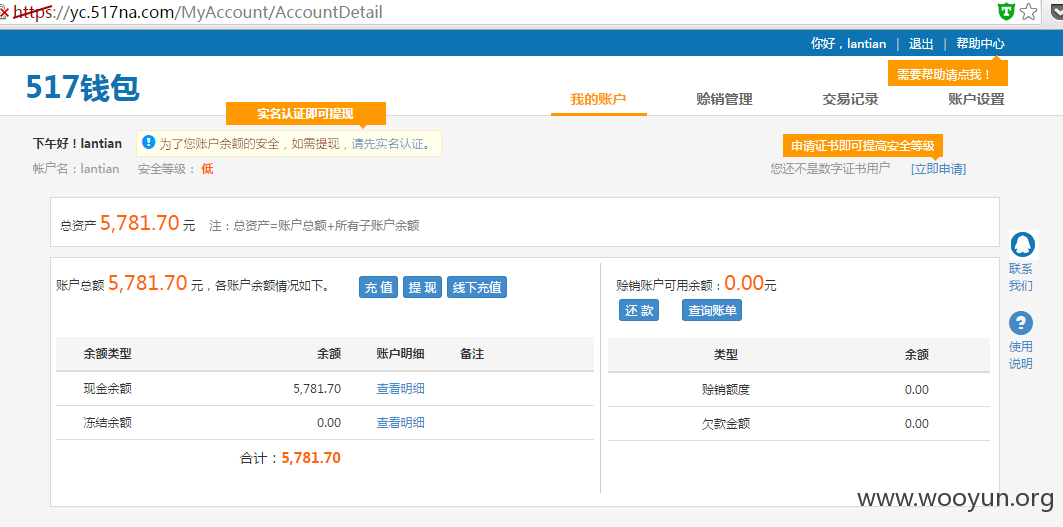 https://yc.517na.com/MyAccount/AccountDetail
你好，lantian | 退出 | 帮助中心
需要帮助请点我！
517钱包
我的账户 赊销管理 交易记录 账户设置
实名认证即可提现
下午好！lantian 为了您账户余额的安全，如需提现，请先实名认证。
申请证书即可提高安全等级
帐户名：lantian 安全等级： 低
您还不是数字证书用户 [立即申请]
总资产 5,781.70 元 注：总资产=账户总额+所有子账户余额
联系
我们
使用
说明
账户总额 5,781.70 元，各账户余额情况如下。 充 值 提 现 线下充值
余额类型 余额 账户明细 备注
现金余额 5,781.70 查看明细
冻结余额 0.00 查看明细
合计：5,781.70
赊销账户可用余额：0.00元
还 款 查询账单
类型 余额
赊销额度 0.00
欠款金额 0.00
www.wooyun.org